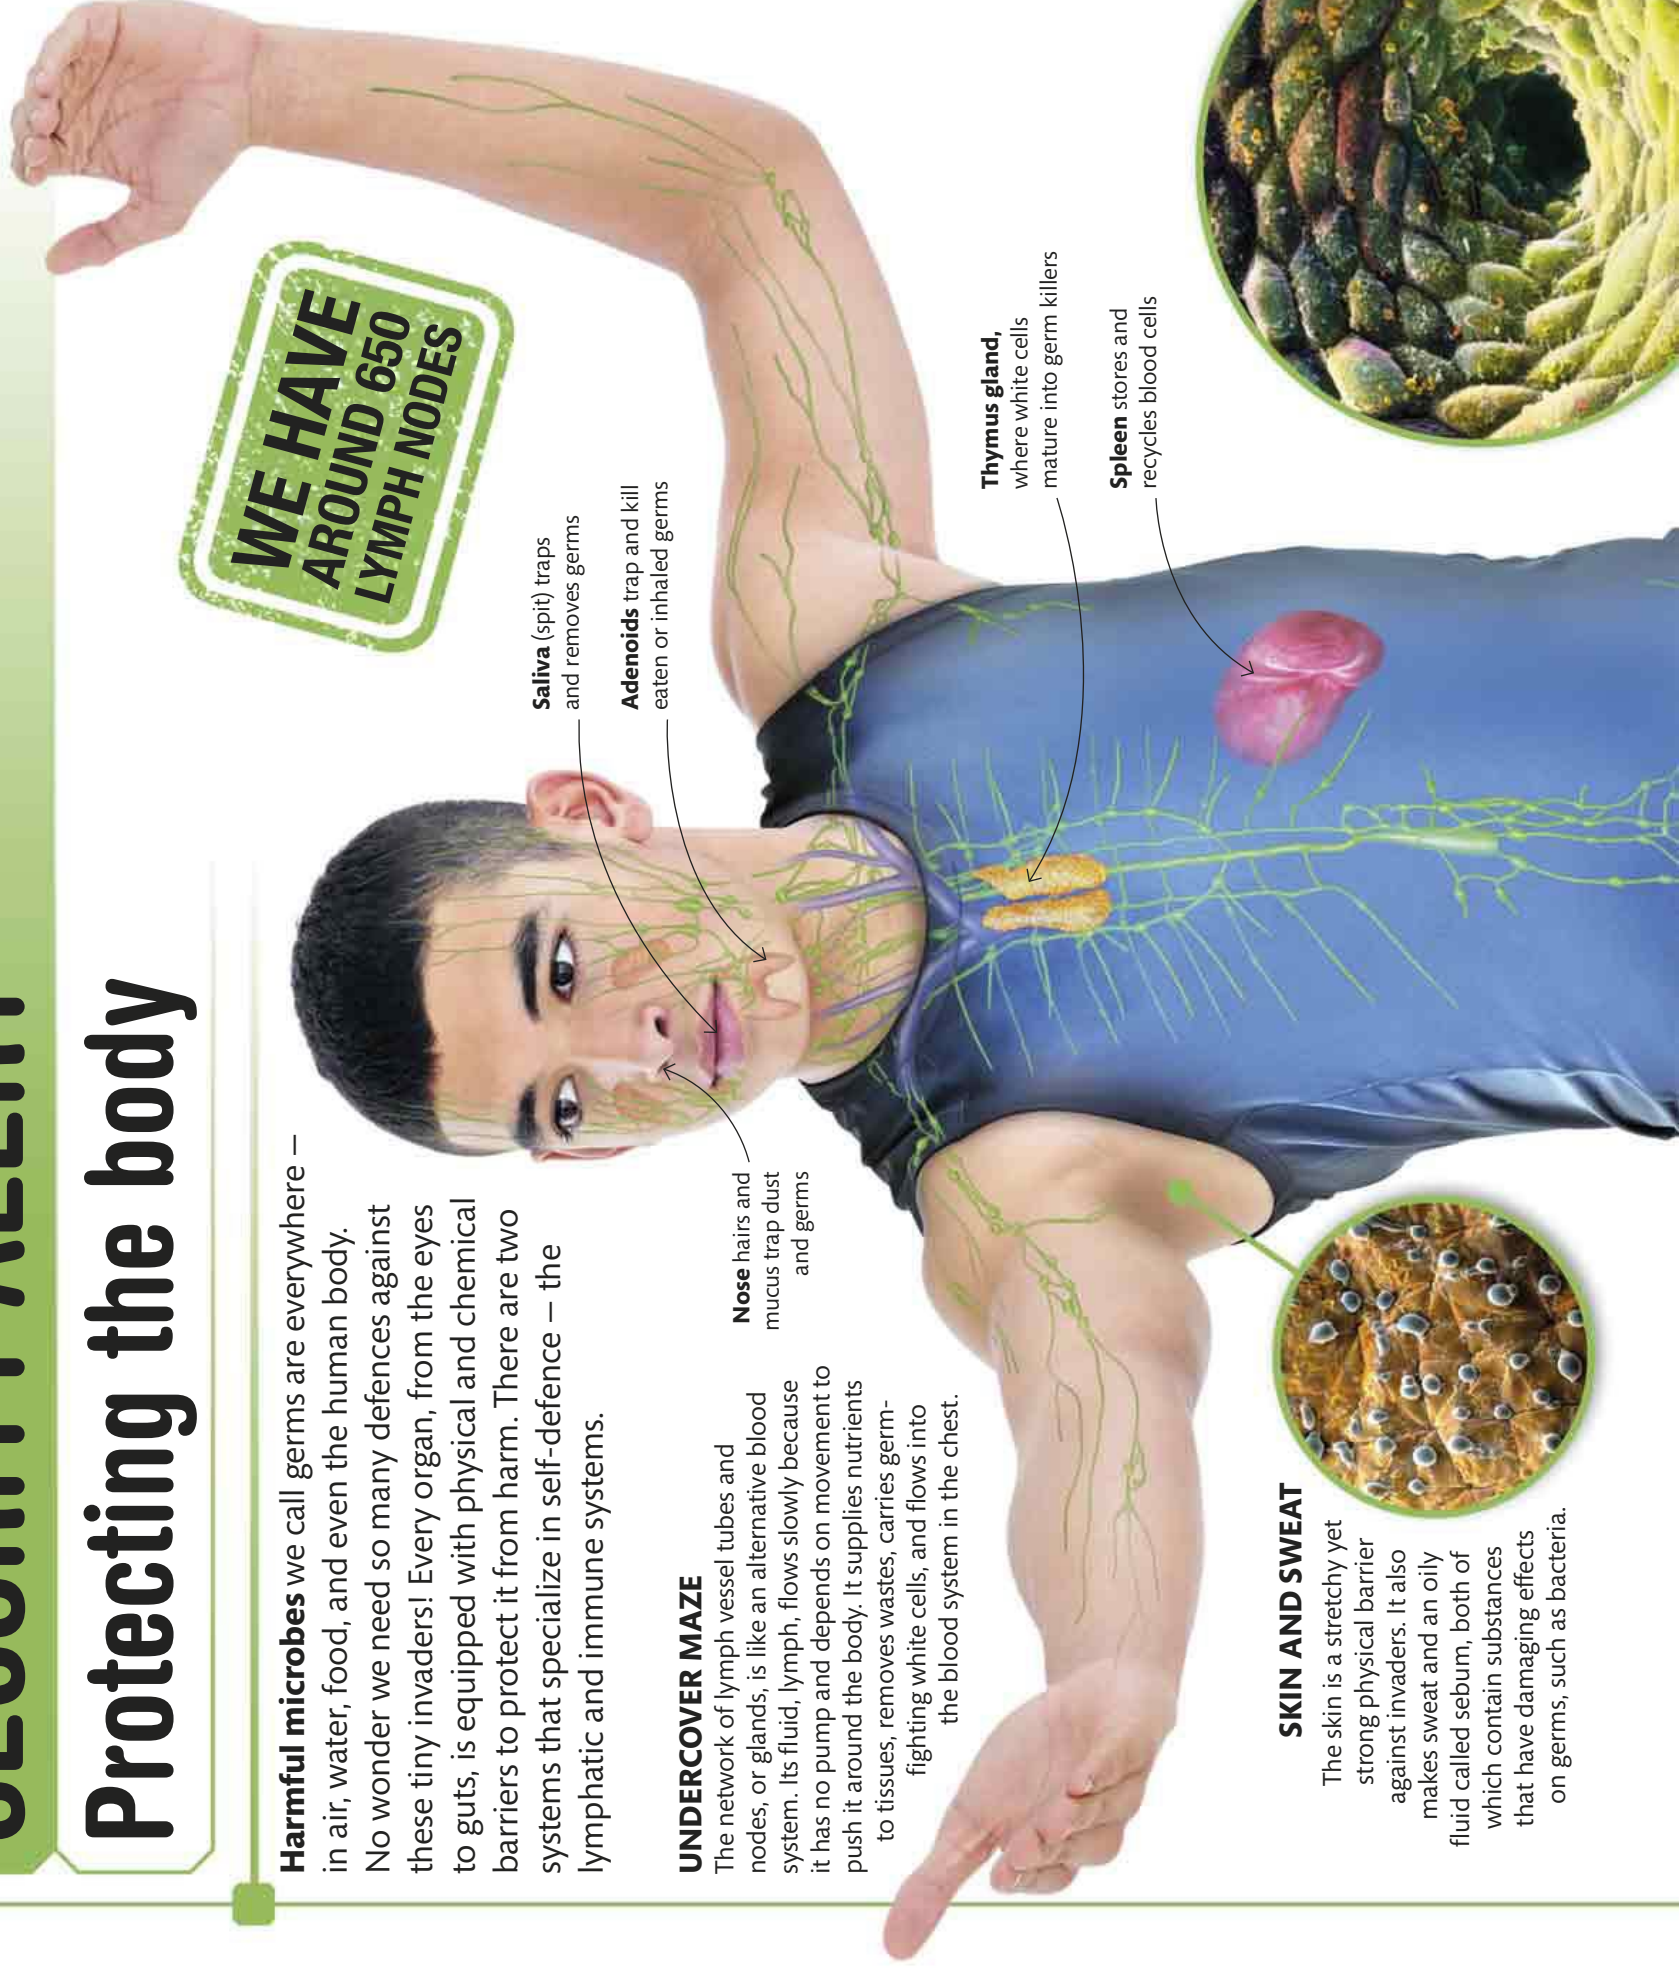 Protecting the body
Harmful microbes we call germs are everywhere –
in air, water, food, and even the human body.
No wonder we need so many defences against
these tiny invaders! Every organ, from the eyes
to guts, is equipped with physical and chemical
barriers to protect it from harm. There are two
systems that specialize in self-defence – the
lymphatic and immune systems.
WE HAVE
AROUND 650
LYMPH NODES
Saliva (spit) traps
and removes germs
Adenoids trap and kill
eaten or inhaled germs
Nose hairs and
mucus trap dust
and germs
UNDERCOVER MAZE
The network of lymph vessel tubes and
nodes, or glands, is like an alternative blood
system. Its fluid, lymph, flows slowly because
it has no pump and depends on movement to
push it around the body. It supplies nutrients
to tissues, removes wastes, carries germ-
fighting white cells, and flows into
the blood system in the chest.
Thymus gland,
where white cells
mature into germ killers
Spleen stores and
recycles blood cells
SKIN AND SWEAT
The skin is a stretchy yet
strong physical barrier
against invaders. It also
makes sweat and an oily
fluid called sebum, both of
which contain substances
that have damaging effects
on germs, such as bacteria.